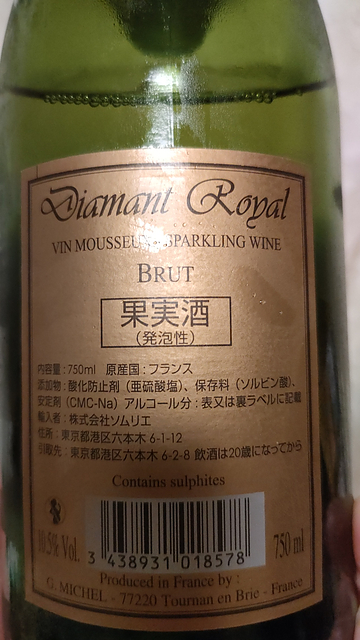 Diamant Royal
VIN MOUSSEUX - SPARKLING WINE
BRUT
果実酒
(発泡性)
内容量:750ml 原産国:フランス
添加物:酸化防止剤（亜硫酸塩）、保存料（ソルビン酸）、
安定剤（CMC-Na）アルコール分:表又は裏ラベルに記載
輸入者:株式会社ソムリエ
住所:東京都港区六本木 6-1-12
引取先:東京都港区六本木 6-2-8 飲酒は20歳になってから
Contains sulphites
10.5% Vol.
3 438931 018578
750 ml
Produced in France by :
G. MICHEL - 77220 Tournan en Brie - France